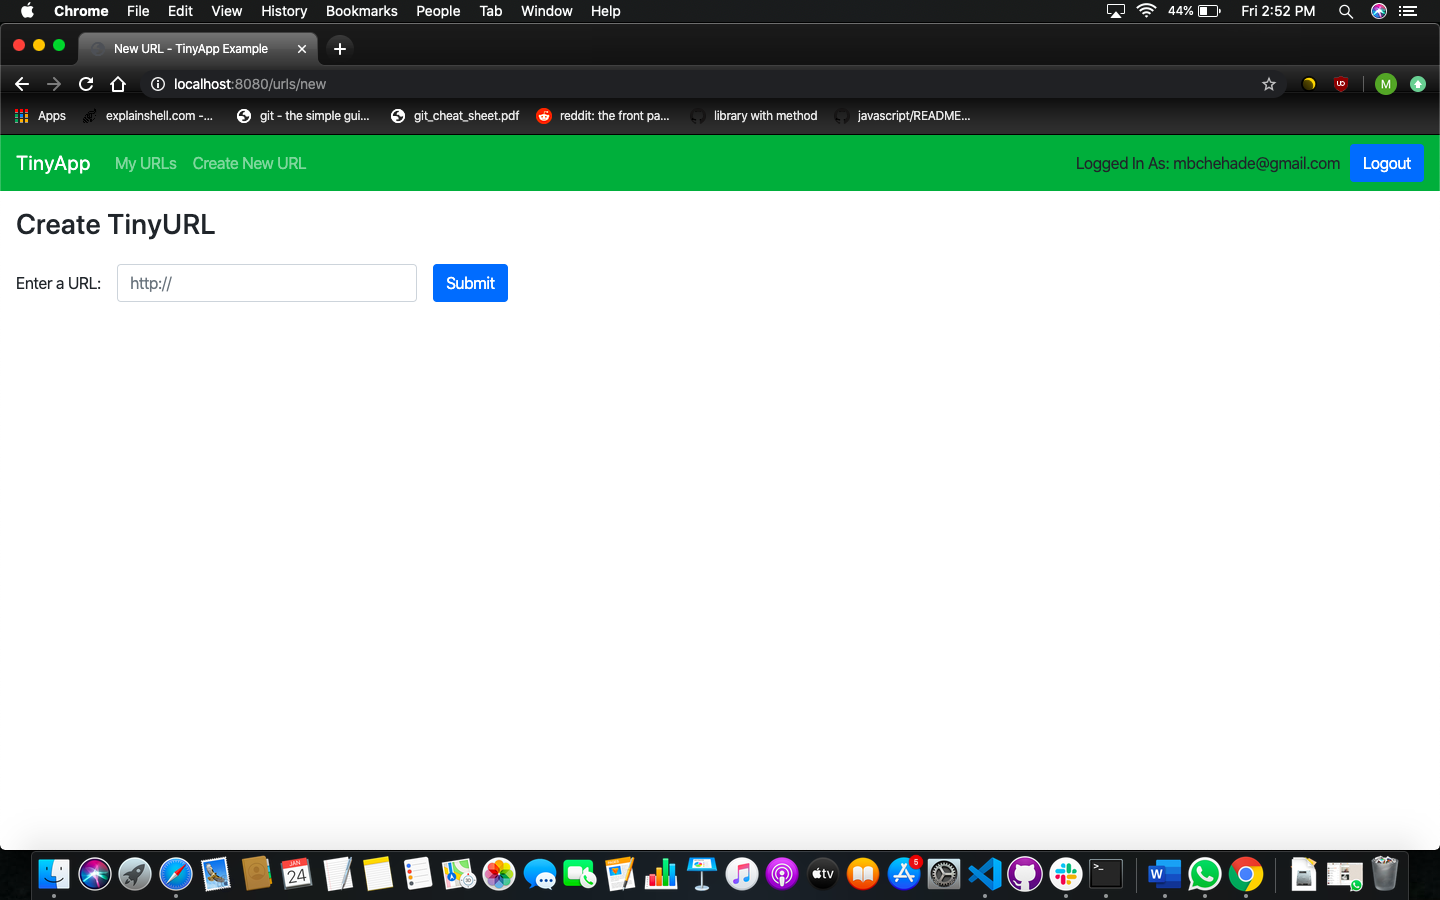 Chrome File Edit View History Bookmarks People Tab Window Help 44% Fri 2:52 PM
New URL - TinyApp Example
localhost:8080/urls/new M
Apps explainshell.com -... git - the simple gui... git_cheat_sheet.pdf reddit: the front pa... library with method javascript/README...
TinyApp My URLs Create New URL Logged In As: mbchehade@gmail.com Logout
Create TinyURL
Enter a URL: http:// Submit
JAN
24
tv
5
W
>_